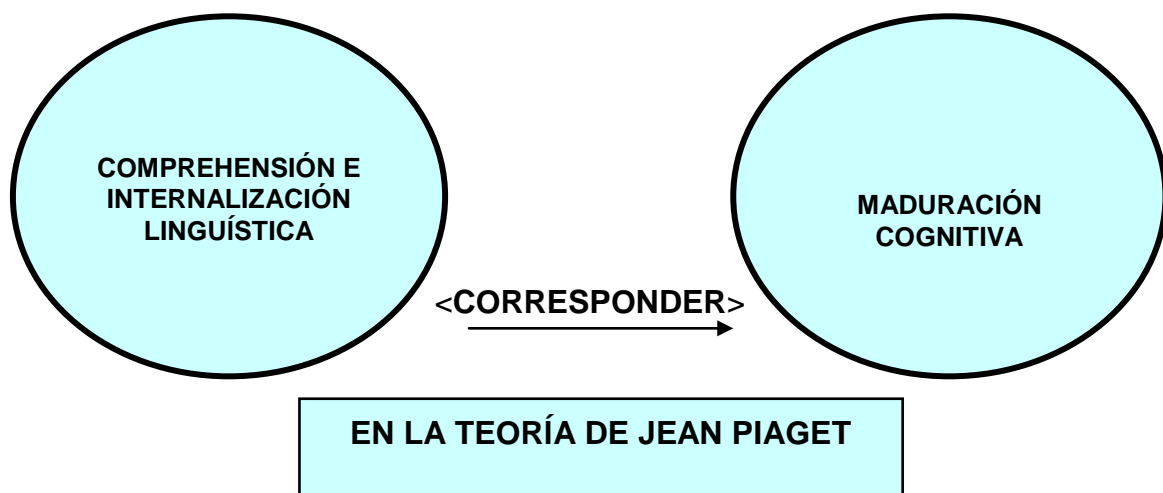 COMPREHENSIÓN E
INTERNALIZACIÓN
LINGUÍSTICA
MADURACIÓN
COGNITIVA
<CORRESPONDER>
EN LA TEORÍA DE JEAN PIAGET